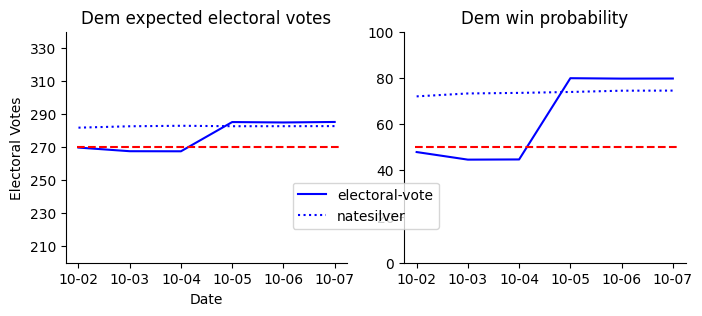 Dem expected electoral votes
Electoral Votes
330
310
290
270
250
230
210
10-02 10-03 10-04 10-05 10-06 10-07
Date
Dem win probability
100
80
60
40
0
10-02 10-03 10-04 10-05 10-06 10-07
electoral-vote
natesilver